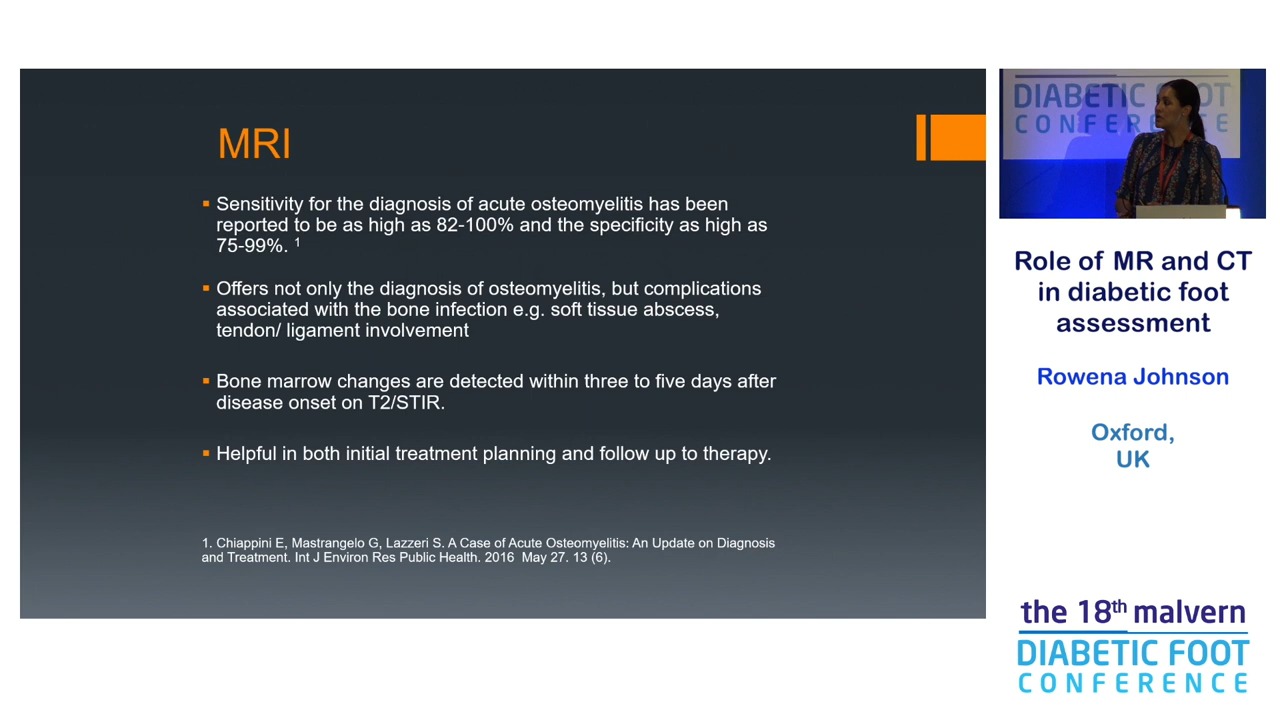 MRI
▪ Sensitivity for the diagnosis of acute osteomyelitis has been
reported to be as high as 82-100% and the specificity as high as
75-99%. 1
▪ Offers not only the diagnosis of osteomyelitis, but complications
associated with the bone infection e.g. soft tissue abscess,
tendon/ ligament involvement
▪ Bone marrow changes are detected within three to five days after
disease onset on T2/STIR.
▪ Helpful in both initial treatment planning and follow up to therapy.
1. Chiappini E, Mastrangelo G, Lazzeri S. A Case of Acute Osteomyelitis: An Update on Diagnosis
and Treatment. Int J Environ Res Public Health. 2016 May 27. 13 (6).
DIABETIC FOOT
CONFERENCE
Role of MR and CT
in diabetic foot
assessment
Rowena Johnson
Oxford,
UK
the 18th malvern
DIABETIC FOOT
CONFERENCE